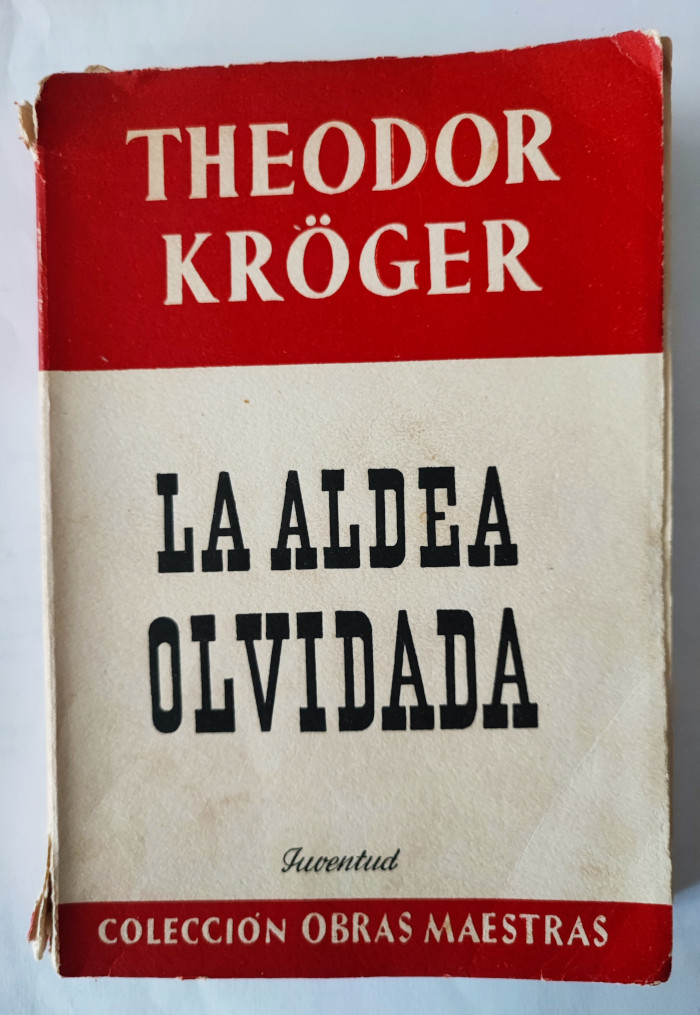 THEODOR
KRÖGER
LA ALDEA
OLVIDADA
Juventud
COLECCIÓN OBRAS MAESTRAS